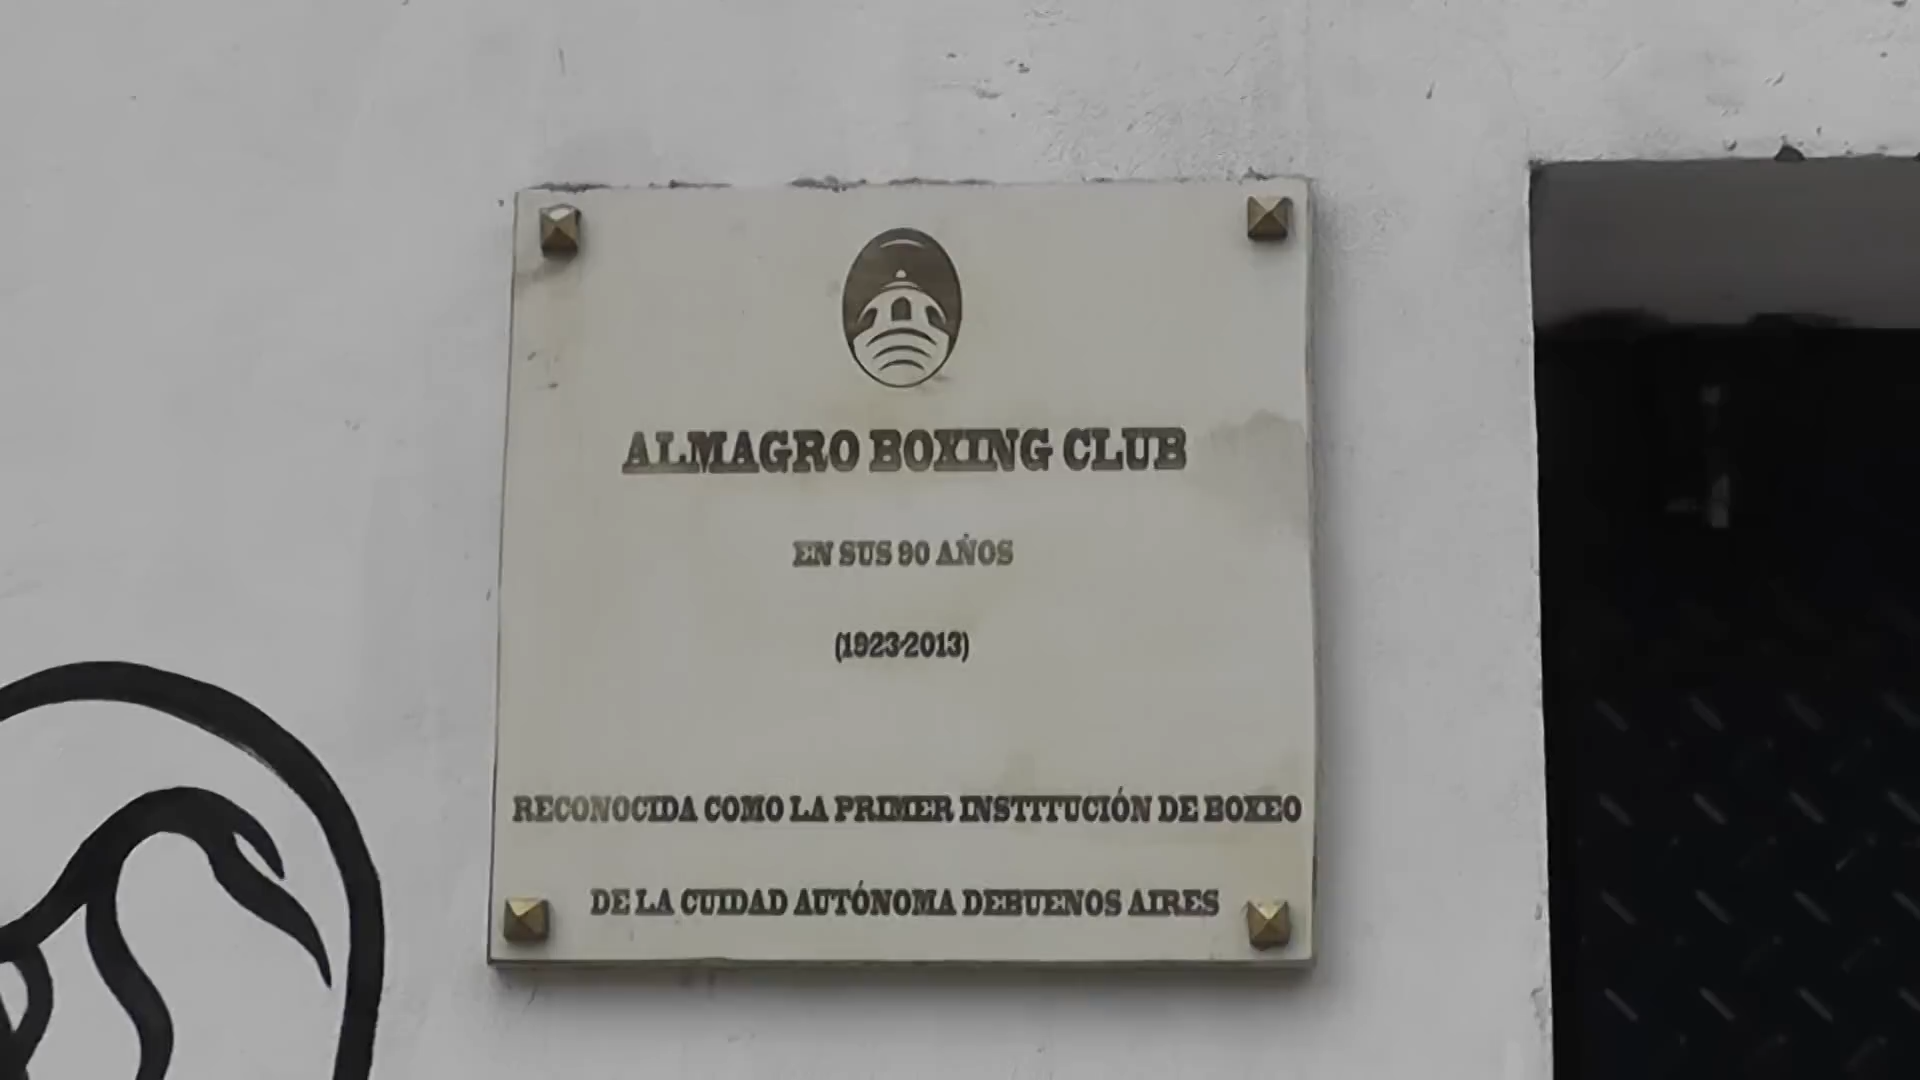 ALMAGRO BOXING CLUB
EN SUS 90 AÑOS
(1923-2013)
RECONOCIDA COMO LA PRIMER INSTITUCIÓN DE BOXEO
DE LA CUIDAD AUTÓNOMA DEBUENOS AIRES